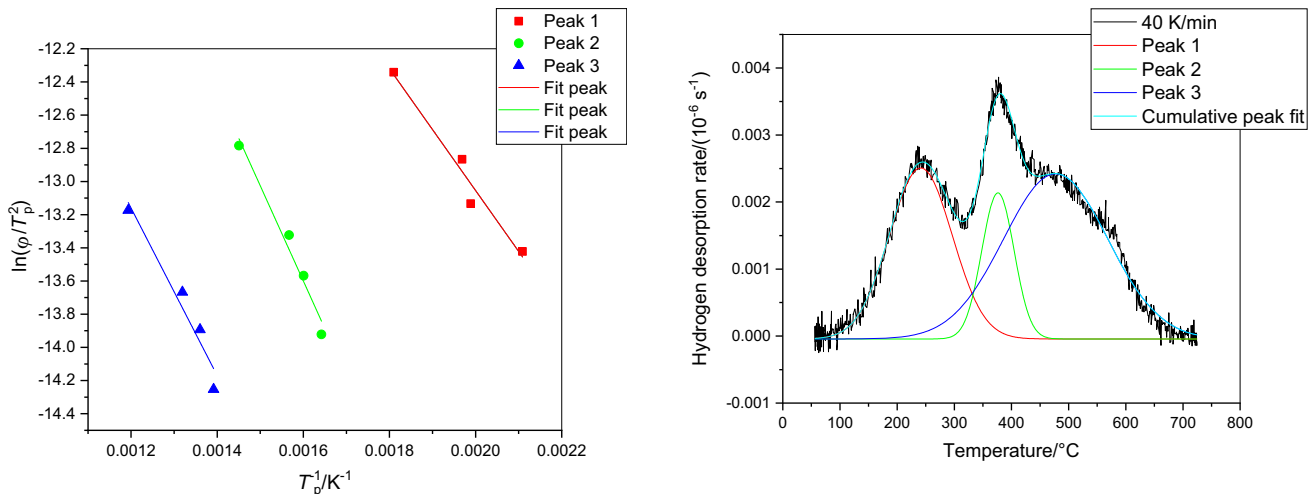 Peak 1
Peak 2
Peak 3
Fit peak
Fit peak
Fit peak
-12.2
-12.4
-12.6
-12.8
-13.0
-13.2
-13.4
-13.6
-13.8
-14.0
-14.2
-14.4
ln(φ/T_p^2)
0.0012 0.0014 0.0016 0.0018 0.0020 0.0022
T_p^-1/K^-1
40 K/min
Peak 1
Peak 2
Peak 3
Cumulative peak fit
0.004
0.003
0.002
0.001
0.000
-0.001
Hydrogen desorption rate/(10^-6 s^-1)
0 100 200 300 400 500 600 700 800
Temperature/°C